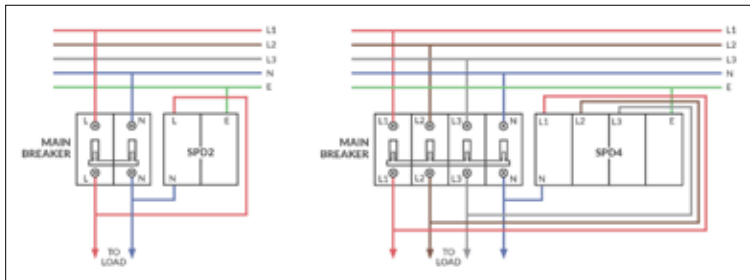 L1
L2
L3
N
E
L N
L E
MAIN
BREAKER
SPD2
L N
N
TO
LOAD
L1
L2
L3
N
E
L1 L2 L3 N
L1 L2 L3 E
MAIN
BREAKER
SPD4
L1 L2 L3 N
N
TO
LOAD